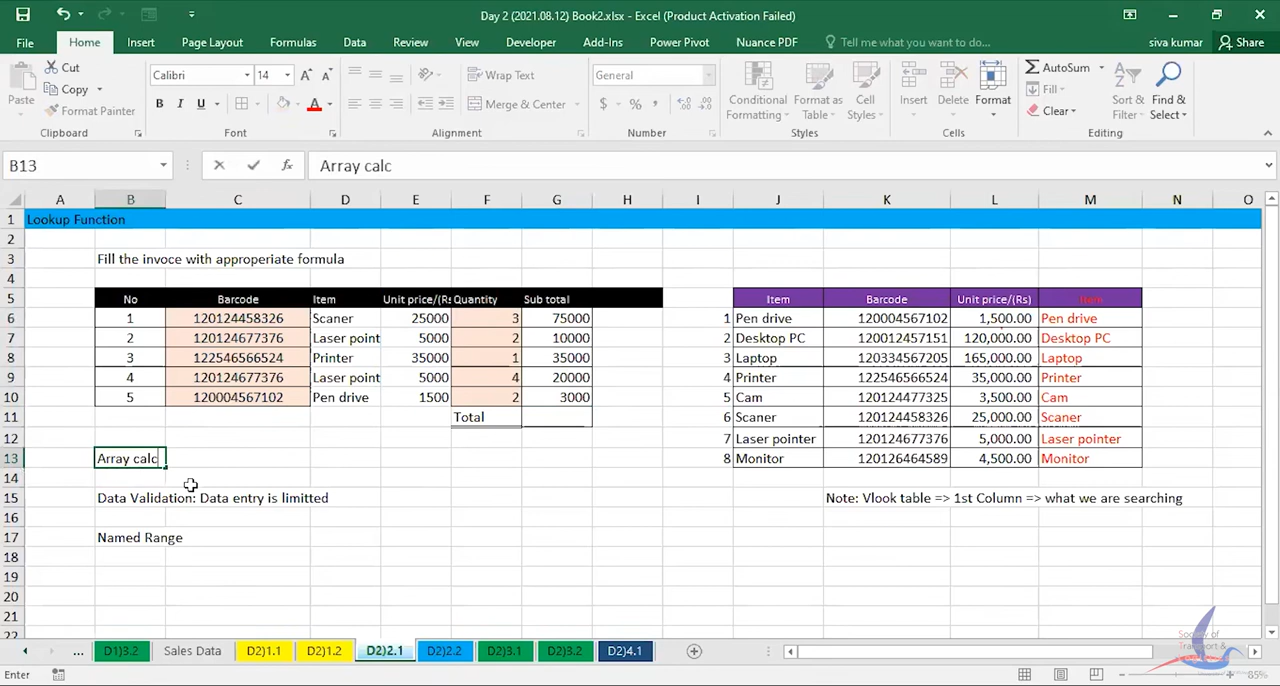 Day 2 (2021.08.12) Book2.xlsx - Excel (Product Activation Failed)
File Home Insert Page Layout Formulas Data Review View Developer Add-Ins Power Pivot Nuance PDF Tell me what you want to do... siva kumar Share
Paste Cut Copy Format Painter Clipboard
Calibri 14 A A B I U A Font
Wrap Text Merge & Center Alignment
General $ % , Number
Conditional Formatting Format as Table Cell Styles Styles
Insert Delete Format Cells
AutoSum Fill Clear Sort & Filter Find & Select Editing
B13 fx Array calc
A B C D E F G H I J K L M N O
1 Lookup Function
2
3 Fill the invoce with approperiate formula
4
5 No Barcode Item Unit price/(Rs Quantity Sub total Item Barcode Unit price/(Rs) Item
6 1 120124458326 Scaner 25000 3 75000 1 Pen drive 120004567102 1,500.00 Pen drive
7 2 120124677376 Laser point 5000 2 10000 2 Desktop PC 120012457151 120,000.00 Desktop PC
8 3 122546566524 Printer 35000 1 35000 3 Laptop 120334567205 165,000.00 Laptop
9 4 120124677376 Laser point 5000 4 20000 4 Printer 122546566524 35,000.00 Printer
10 5 120004567102 Pen drive 1500 2 3000 5 Cam 120124477325 3,500.00 Cam
11 Total 6 Scaner 120124458326 25,000.00 Scaner
12 7 Laser pointer 120124677376 5,000.00 Laser pointer
13 Array calc 8 Monitor 120126464589 4,500.00 Monitor
14
15 Data Validation: Data entry is limitted Note: Vlook table => 1st Column => what we are searching
16
17 Named Range
18
19
20
21
22
... D1)3.2 Sales Data D2)1.1 D2)1.2 D2)2.1 D2)2.2 D2)3.1 D2)3.2 D2)4.1
Society of
Transport &
Enter 85%